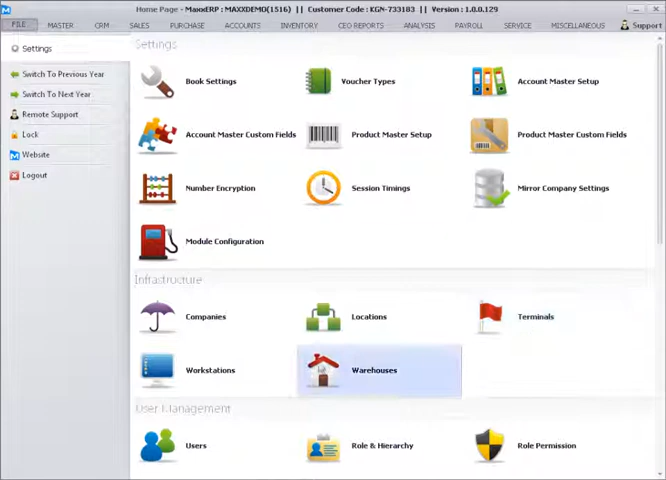 Home Page - MaxxERP : MAXXDEMO(1516) || Customer Code : KGN-733183 || Version : 1.0.0.129
FILE MASTER CRM SALES PURCHASE ACCOUNTS INVENTORY CEO REPORTS ANALYSIS PAYROLL SERVICE MISCELLANEOUS Support
Settings
Switch To Previous Year
Switch To Next Year
Remote Support
Lock
Website
Logout
Settings
Book Settings Voucher Types Account Master Setup
Account Master Custom Fields Product Master Setup Product Master Custom Fields
Number Encryption Session Timings Mirror Company Settings
Module Configuration
Infrastructure
Companies Locations Terminals
Workstations Warehouses
User Management
Users Role & Hierarchy Role Permission